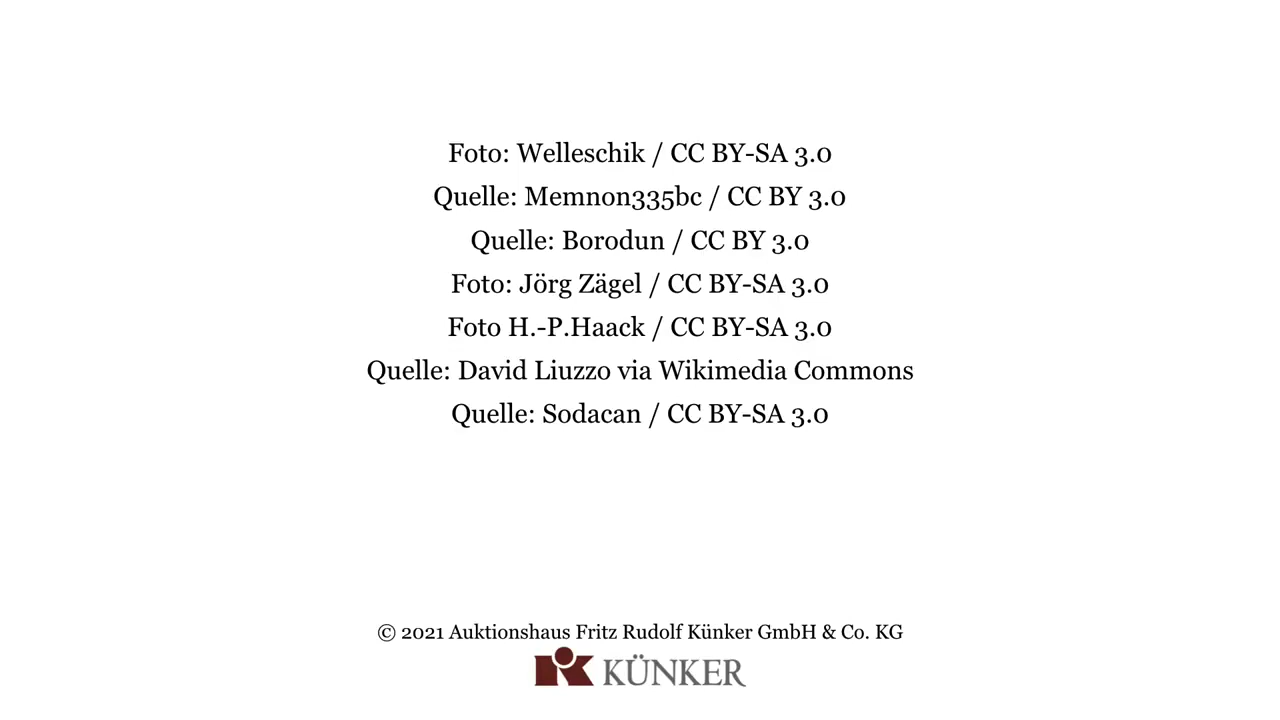 Foto: Welleschik / CC BY-SA 3.0
Quelle: Memnon335bc / CC BY 3.0
Quelle: Borodun / CC BY 3.0
Foto: Jörg Zägel / CC BY-SA 3.0
Foto H.-P.Haack / CC BY-SA 3.0
Quelle: David Liuzzo via Wikimedia Commons
Quelle: Sodacan / CC BY-SA 3.0
© 2021 Auktionshaus Fritz Rudolf Künker GmbH & Co. KG
KÜNKER